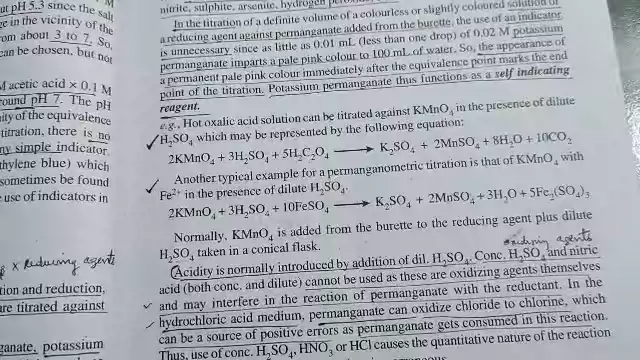 ut pH 5.3 since the salt
ge in the vicinity of the
om about 3 to 7. So,
can be chosen, but not
M acetic acid × 0.1 M
round pH 7. The pH
ity of the equivalence
titration, there is no
ny simple indicator
thylene blue) which
sometimes be found
e use of indicators in
× Reducing agents
tion and reduction,
are titrated against
ganate, potassium
nitrite, sulphite, arsenite, hydrogen
In the titration of a definite volume of a colourless or slightly coloured solution of
a reducing agent against permanganate added from the burette, the use of an indicator
is unnecessary since as little as 0.01 mL (less than one drop) of 0.02 M potassium
permanganate imparts a pale pink colour to 100 mL of water. So, the appearance of
a permanent pale pink colour immediately after the equivalence point marks the end
point of the titration. Potassium permanganate thus functions as a self indicating
reagent.
e.g., Hot oxalic solution can be titrated against KMnO₄ in the presence of dilute
H₂SO₄ which may be represented by the following equation:
2KMnO₄ + 3H₂SO₄ + 5H₂C₂O₄ ⟶ K₂SO₄ + 2MnSO₄ + 8H₂O + 10CO₂
Another typical example for a permanganometric titration is that of KMnO₄ with
Fe²⁺ in the presence of dilute H₂SO₄.
2KMnO₄ + 3H₂SO₄ + 10FeSO₄ ⟶ K₂SO₄ + 2MnSO₄ + 3H₂O + 5Fe₂(SO₄)₃
Normally, KMnO₄ is added from the burette to the reducing agent plus dilute
H₂SO₄ taken in a conical flask.
oxidising agents
Acidity is normally introduced by addition of dil. H₂SO₄. Conc. H₂SO₄ and nitric
acid (both conc. and dilute) cannot be used as these are oxidizing agents themselves
and may interfere in the reaction of permanganate with the reductant. In the
hydrochloric acid medium, permanganate can oxidize chloride to chlorine, which
can be a source of positive errors as permanganate gets consumed in this reaction.
Thus, use of conc. H₂SO₄, HNO₃ or HCl causes the quantitative nature of the reaction